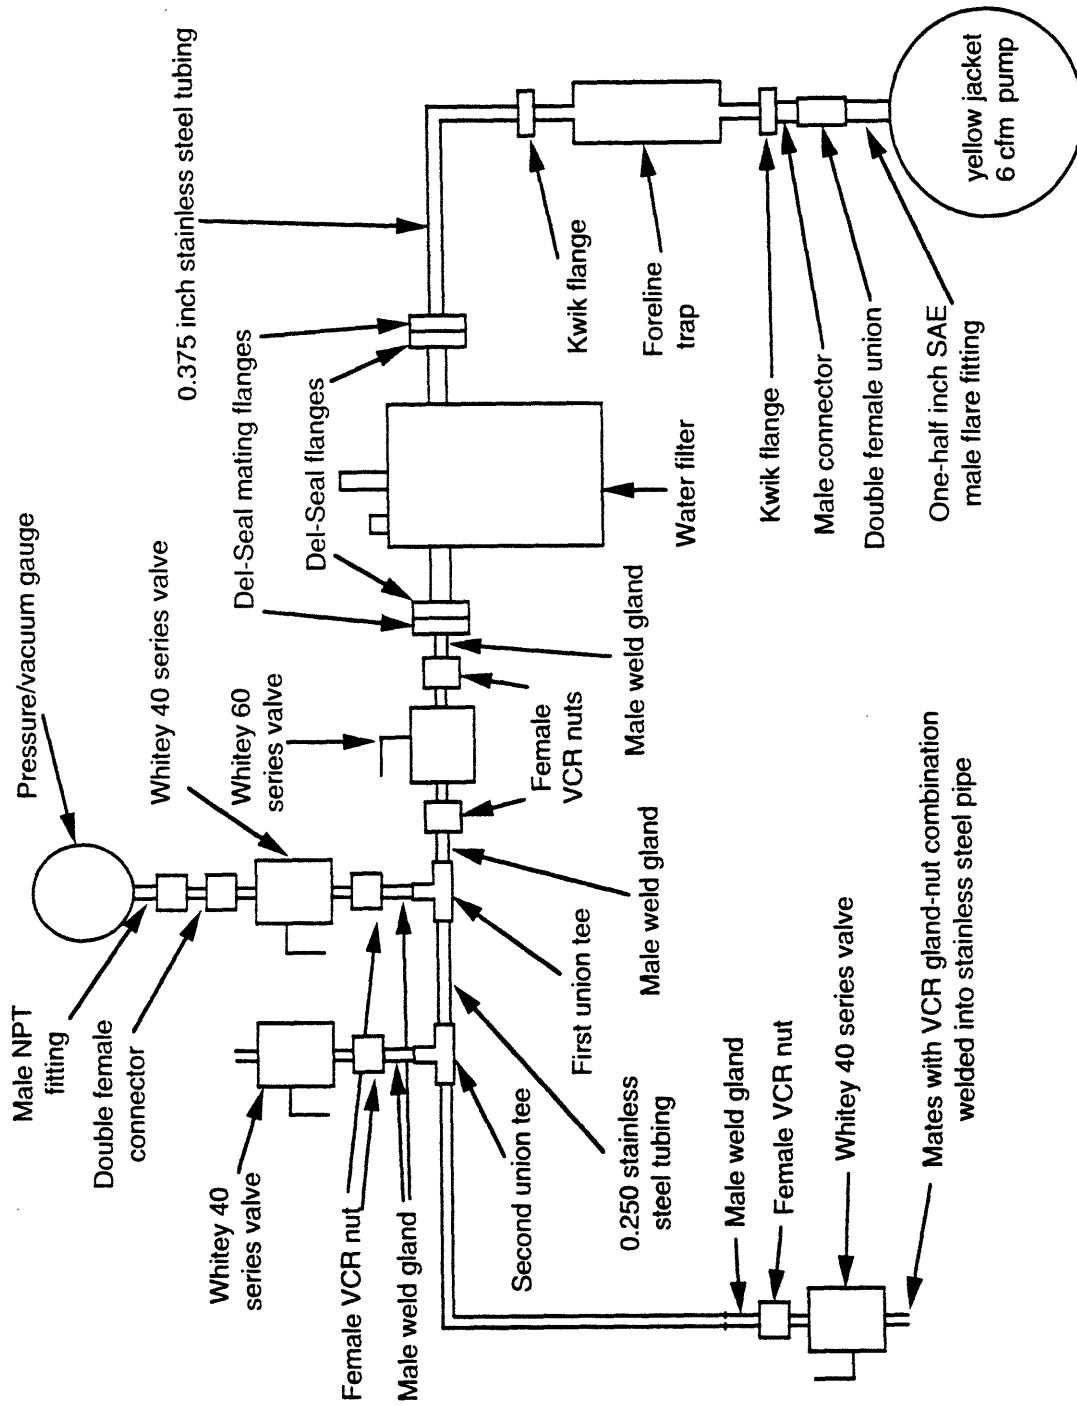 Pressure/vacuum gauge
Male NPT
fitting
Double female
connector
Whitey 40 series valve
Whitey 60
series valve
Del-Seal mating flanges
Del-Seal flanges
0.375 inch stainless steel tubing
Whitey 40
series valve
Female VCR nut
Male weld gland
Second union tee
First union tee
0.250 stainless
steel tubing
Male weld gland
Female
VCR nuts
Male weld gland
Water filter
Kwik flange
Foreline
trap
Kwik flange
Male connector
Double female union
One-half inch SAE
male flare fitting
yellow jacket
6 cfm pump
Male weld gland
Female VCR nut
Whitey 40 series valve
Mates with VCR gland-nut combination
welded into stainless steel pipe